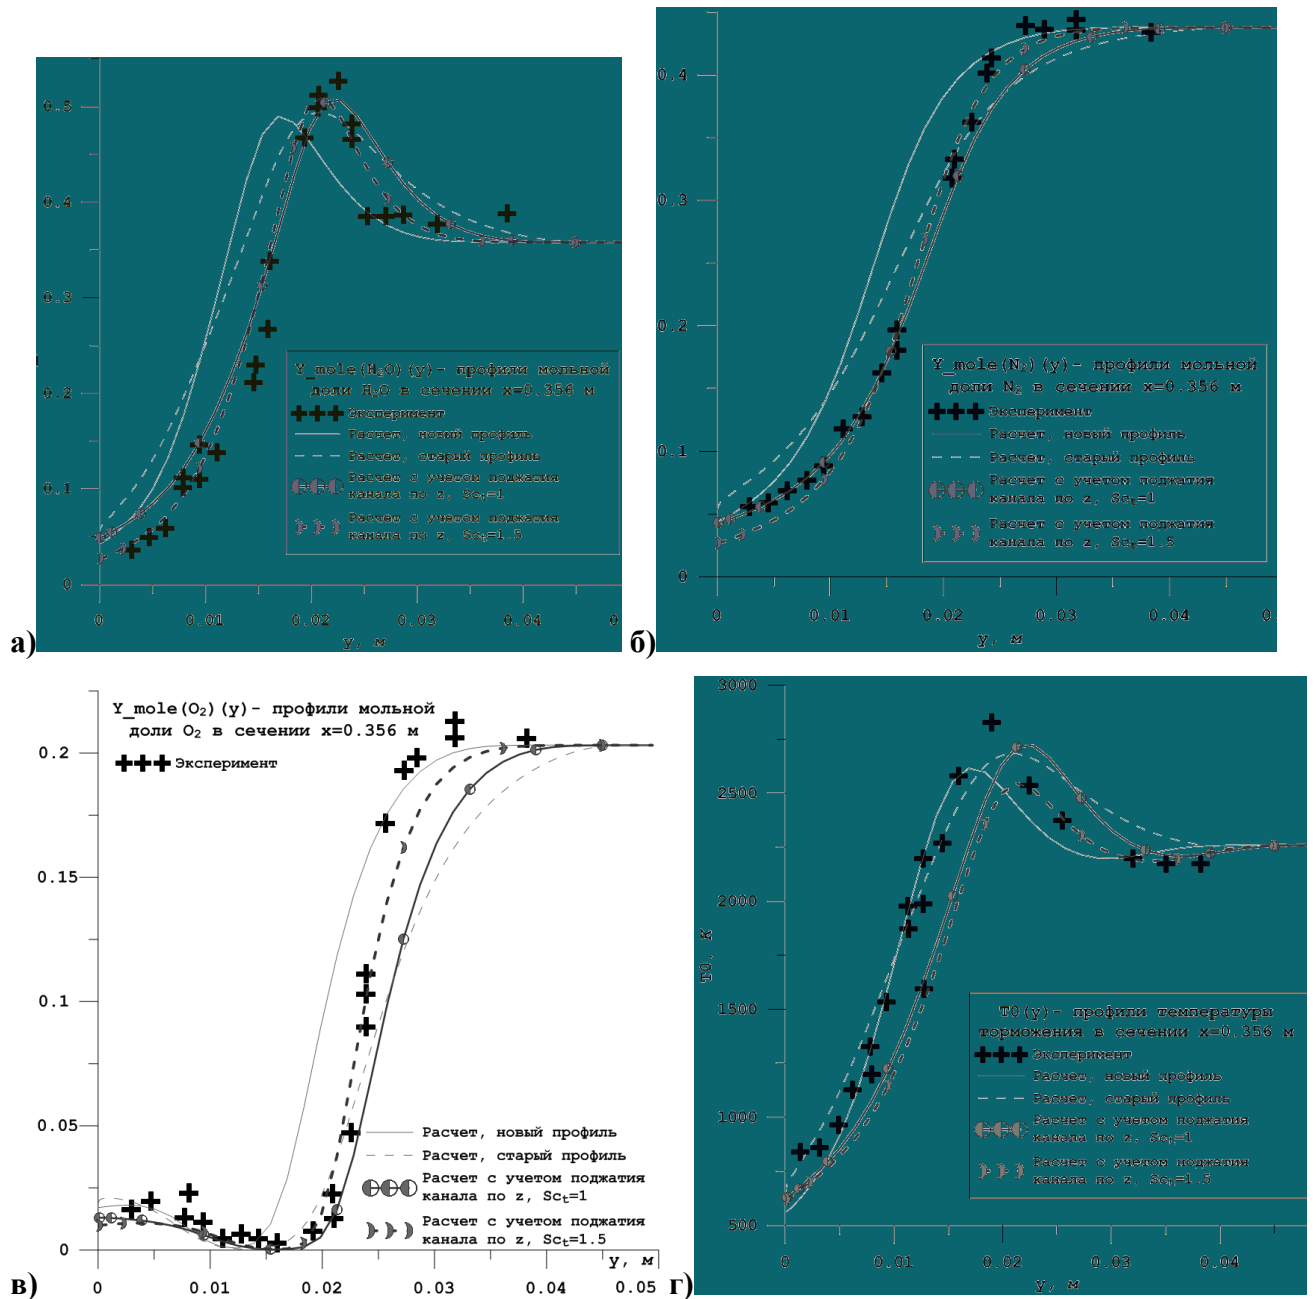 0.5
0.4
0.3
0.2
0.1
0
0 0.01 0.02 0.03 0.04
y, м
Y_mole(H₂O)(y)- профили мольной
доли H₂O в сечении x=0.356 м
Эксперимент
Расчет, новый профиль
Расчет, старый профиль
Расчет с учетом поджатия
канала по z, Scₜ=1
Расчет с учетом поджатия
канала по z, Scₜ=1.5
а)
0.4
0.3
0.2
0.1
0
0 0.01 0.02 0.03 0.04
y, м
Y_mole(N₂)(y)- профили мольной
доли N₂ в сечении x=0.356 м
Эксперимент
Расчет, новый профиль
Расчет, старый профиль
Расчет с учетом поджатия
канала по z, Scₜ=1
Расчет с учетом поджатия
канала по z, Scₜ=1.5
б)
Y_mole(O₂)(y)- профили мольной
доли O₂ в сечении x=0.356 м
Эксперимент
0.2
0.15
0.1
0.05
0
Расчет, новый профиль
Расчет, старый профиль
Расчет с учетом поджатия
канала по z, Scₜ=1
Расчет с учетом поджатия
канала по z, Scₜ=1.5
y, м
0 0.01 0.02 0.03 0.04 0.05
в)
3000
2500
2000
1500
1000
500
T0, K
T0(y)- профили температуры
торможения в сечении x=0.356 м
Эксперимент
Расчет, новый профиль
Расчет, старый профиль
Расчет с учетом поджатия
канала по z, Scₜ=1
Расчет с учетом поджатия
канала по z, Scₜ=1.5
0 0.01 0.02 0.03 0.04
y, м
г)